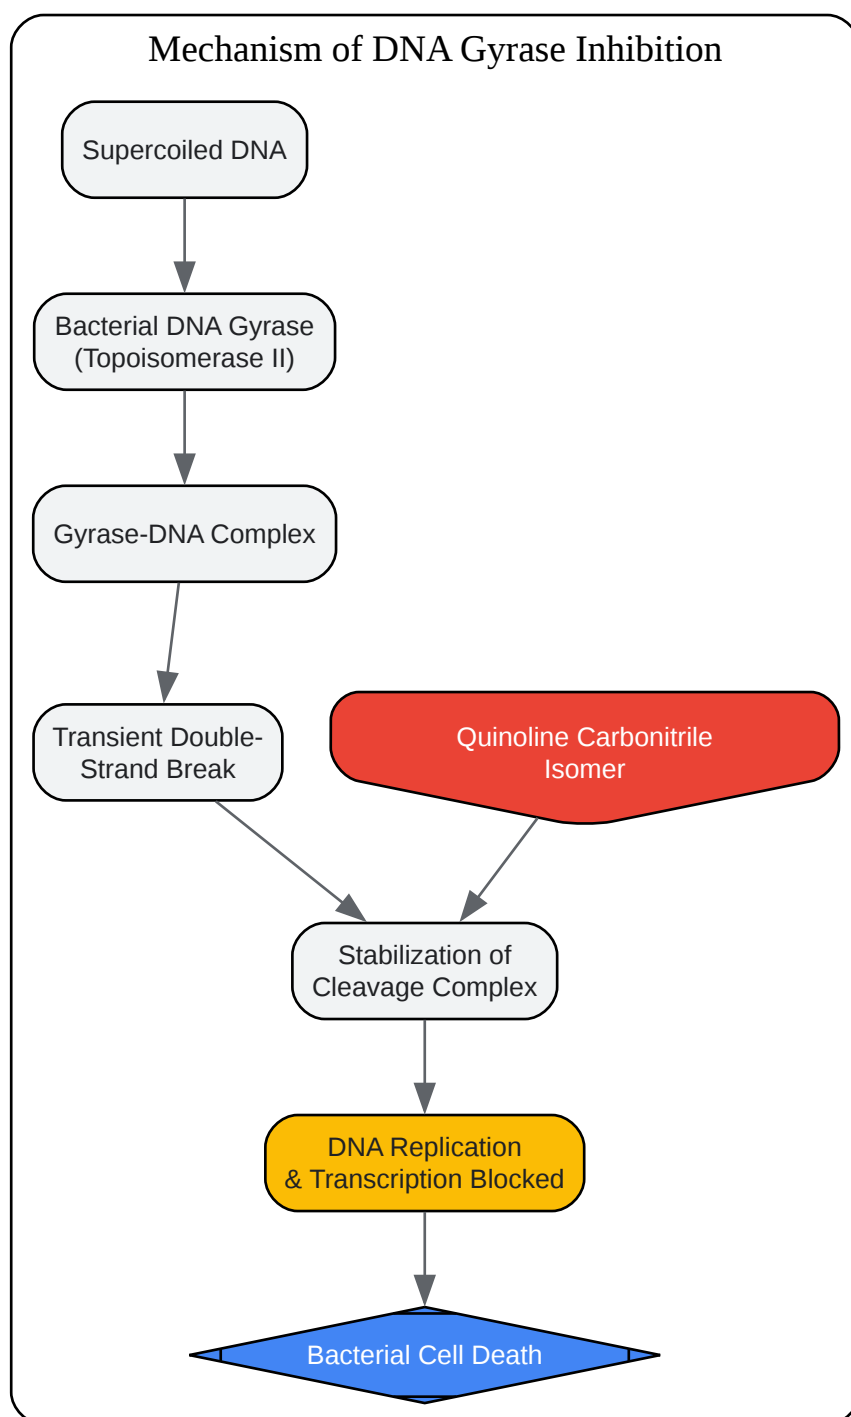 Mechanism of DNA Gyrase Inhibition
Supercoiled DNA
Bacterial DNA Gyrase
(Topoisomerase II)
Gyrase-DNA Complex
Transient Double-
Strand Break
Quinoline Carbonitrile
Isomer
Stabilization of
Cleavage Complex
DNA Replication
& Transcription Blocked
Bacterial Cell Death